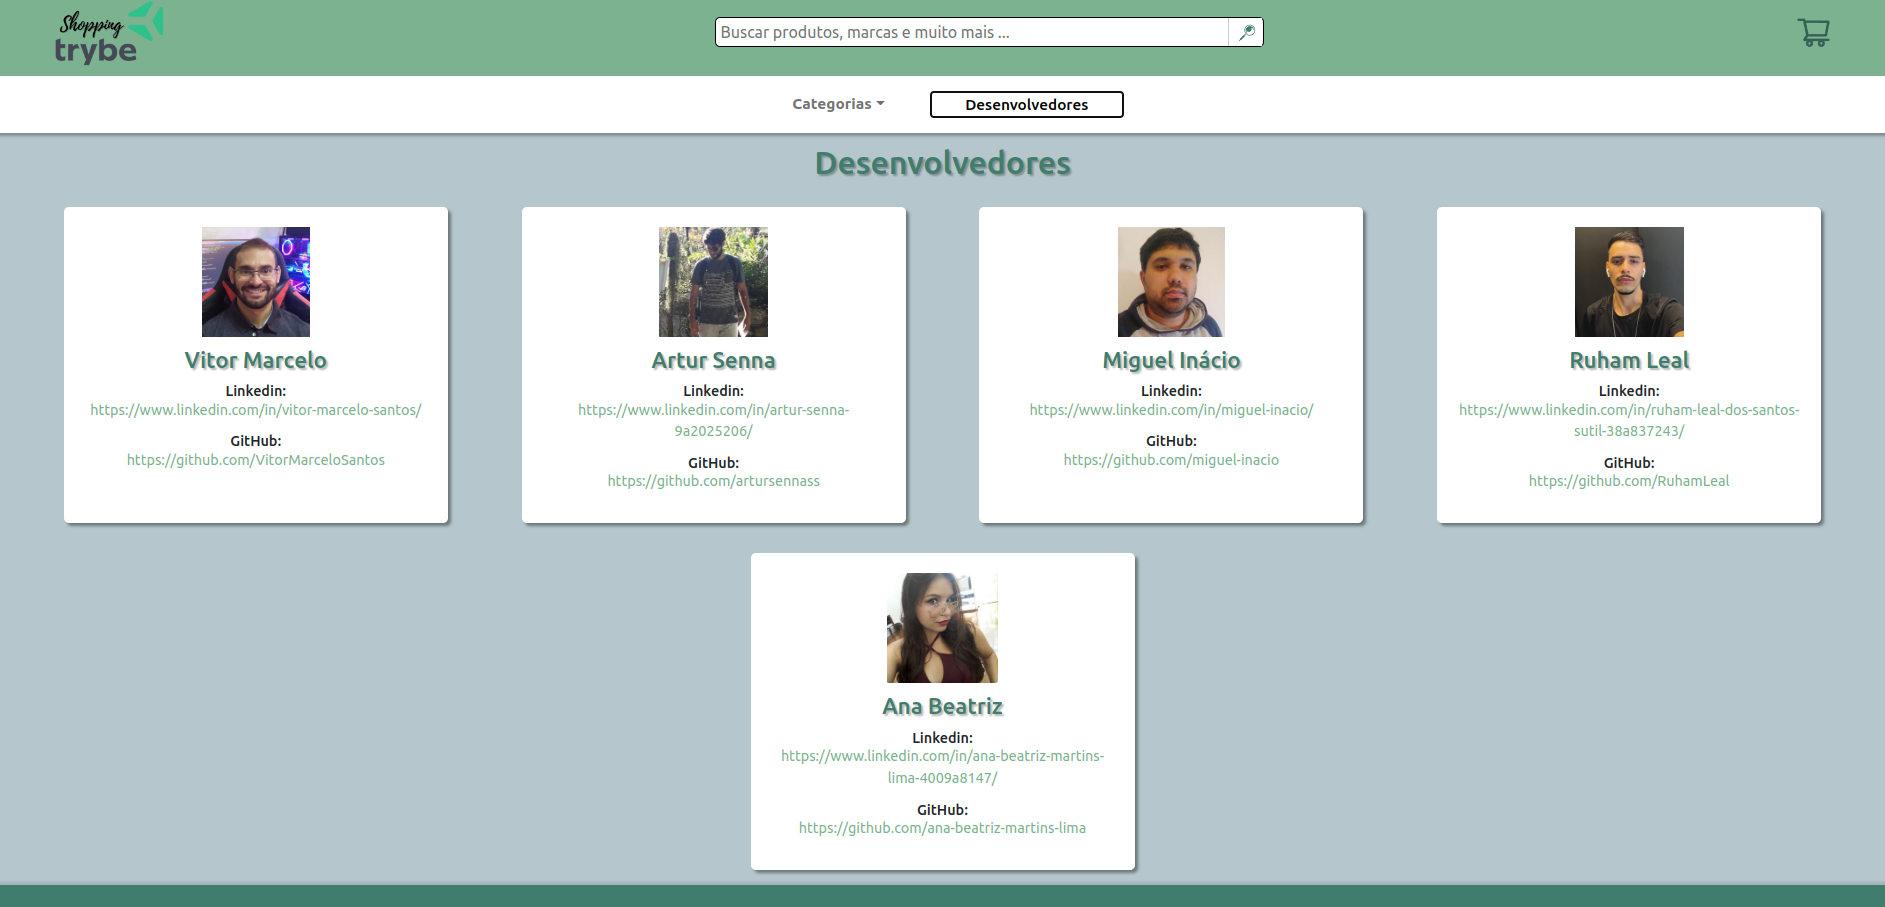 Shopping
trybe
Buscar produtos, marcas e muito mais ...
Categorias
Desenvolvedores
Desenvolvedores
Vitor Marcelo
Linkedin:
https://www.linkedin.com/in/vitor-marcelo-santos/
GitHub:
https://github.com/VitorMarceloSantos
Artur Senna
Linkedin:
https://www.linkedin.com/in/artur-senna-
9a2025206/
GitHub:
https://github.com/artursennass
Miguel Inácio
Linkedin:
https://www.linkedin.com/in/miguel-inacio/
GitHub:
https://github.com/miguel-inacio
Ruham Leal
Linkedin:
https://www.linkedin.com/in/ruham-leal-dos-santos-
sutil-38a837243/
GitHub:
https://github.com/RuhamLeal
Ana Beatriz
Linkedin:
https://www.linkedin.com/in/ana-beatriz-martins-
lima-4009a8147/
GitHub:
https://github.com/ana-beatriz-martins-lima